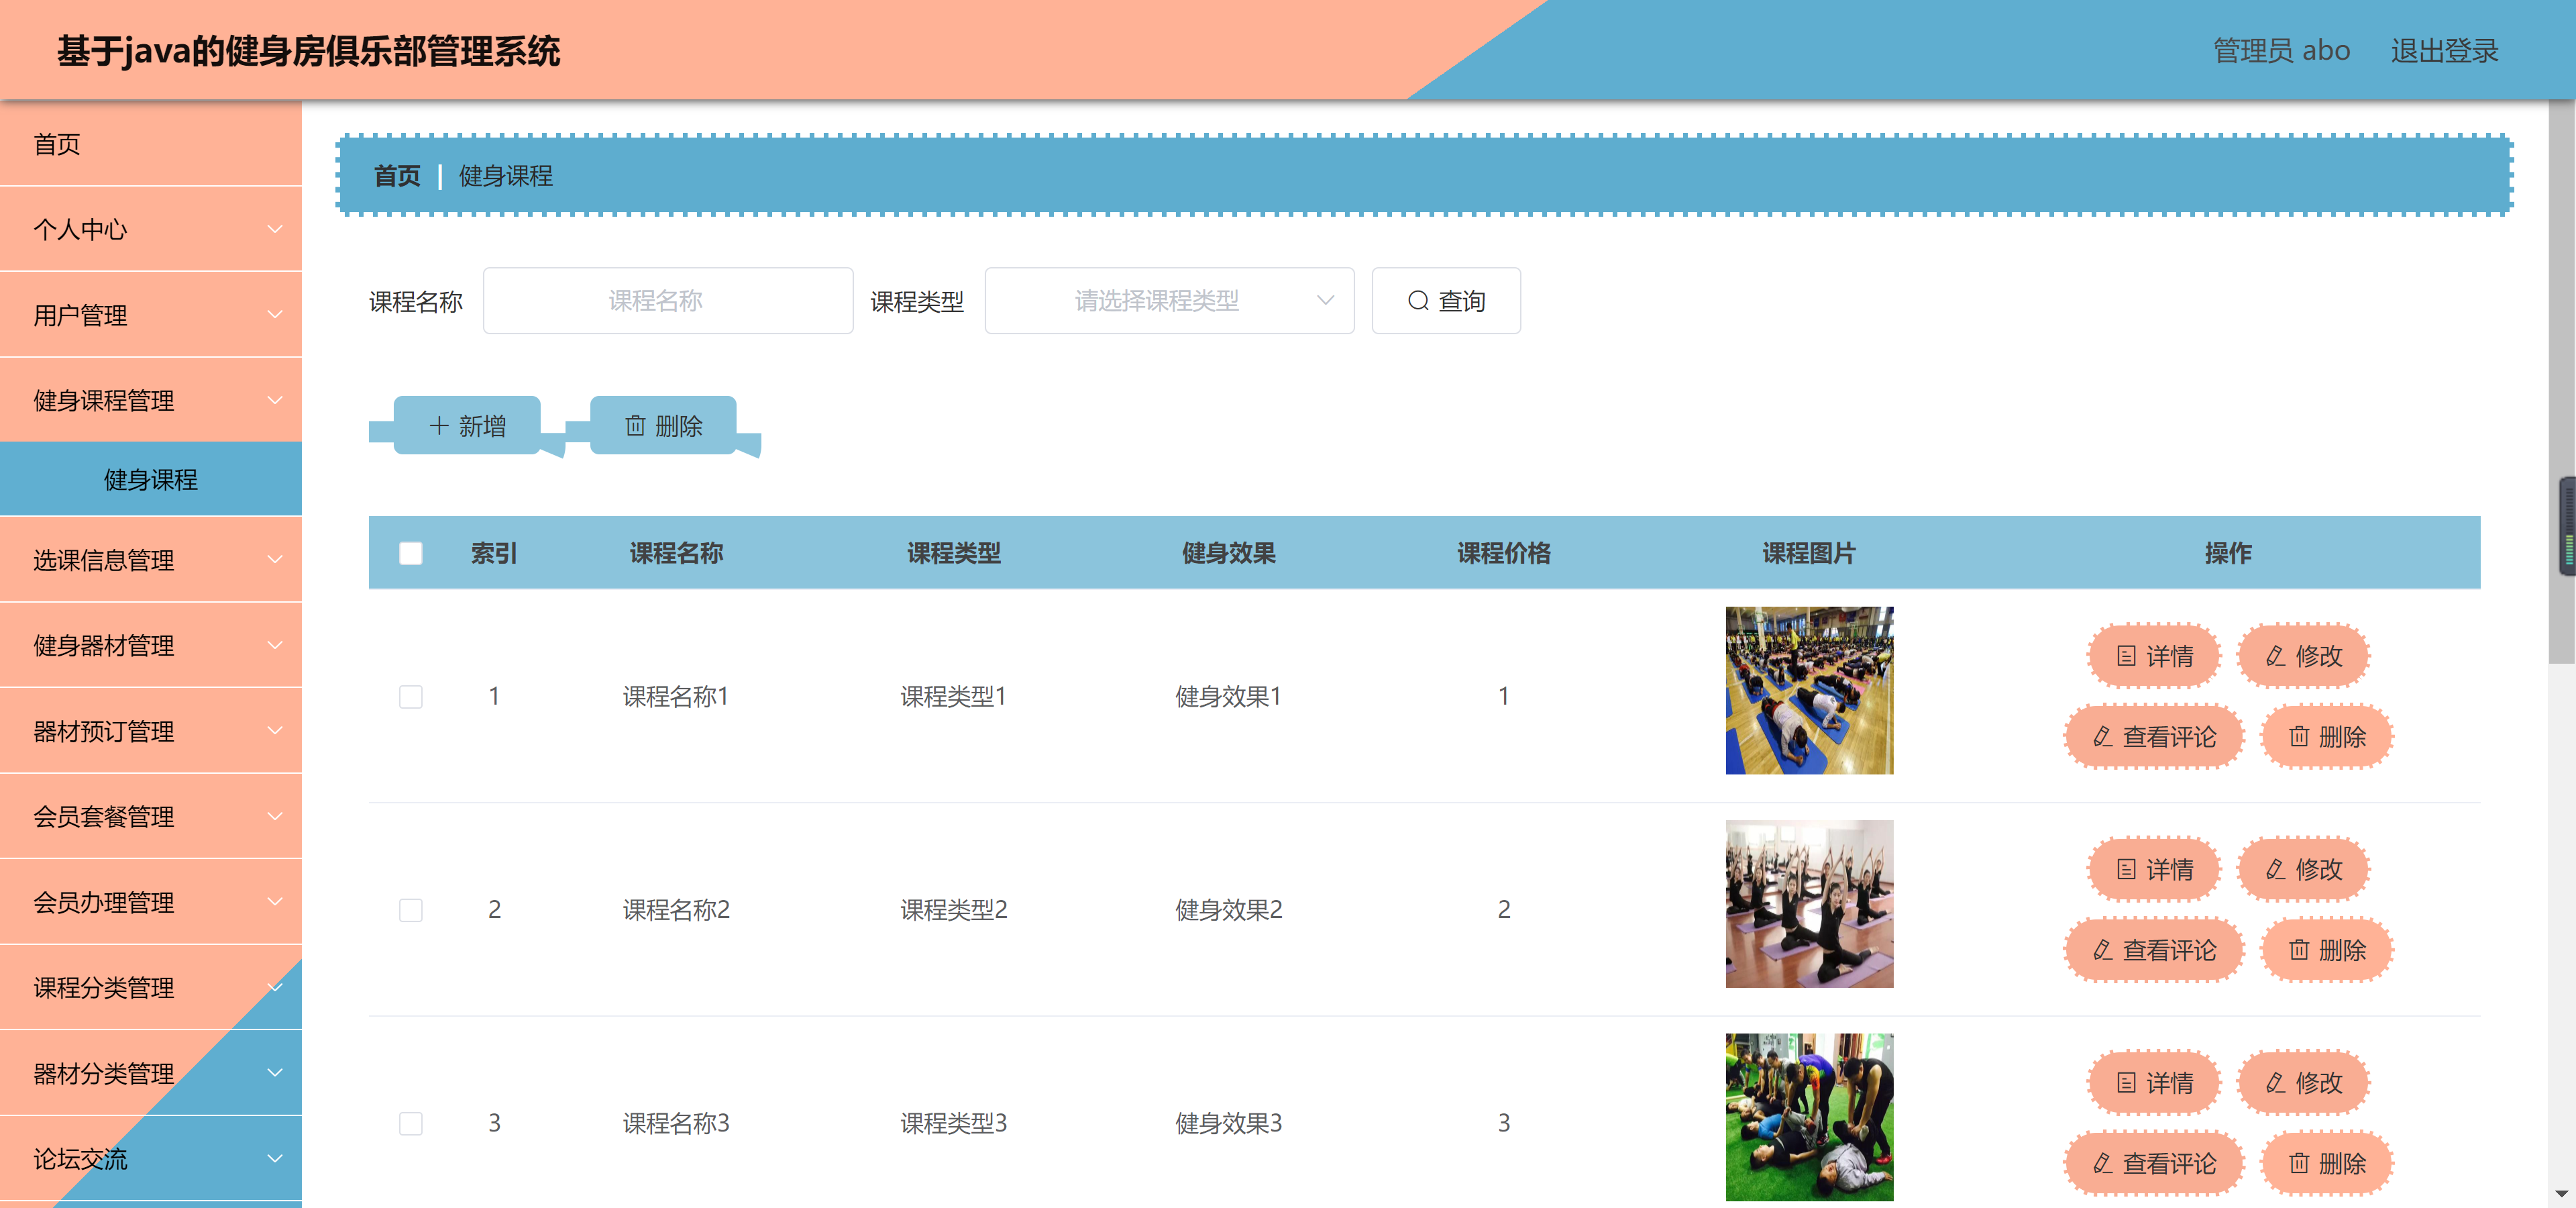 基于java的健身房俱乐部管理系统
管理员 abo 退出登录
首页
个人中心
用户管理
健身课程管理
健身课程
选课信息管理
健身器材管理
器材预订管理
会员套餐管理
会员办理管理
课程分类管理
器材分类管理
论坛交流
首页 | 健身课程
课程名称 课程名称 课程类型 请选择课程类型 查询
新增 删除
索引 课程名称 课程类型 健身效果 课程价格 课程图片 操作
1 课程名称1 课程类型1 健身效果1 1
详情 修改
查看评论 删除
2 课程名称2 课程类型2 健身效果2 2
详情 修改
查看评论 删除
3 课程名称3 课程类型3 健身效果3 3
详情 修改
查看评论 删除